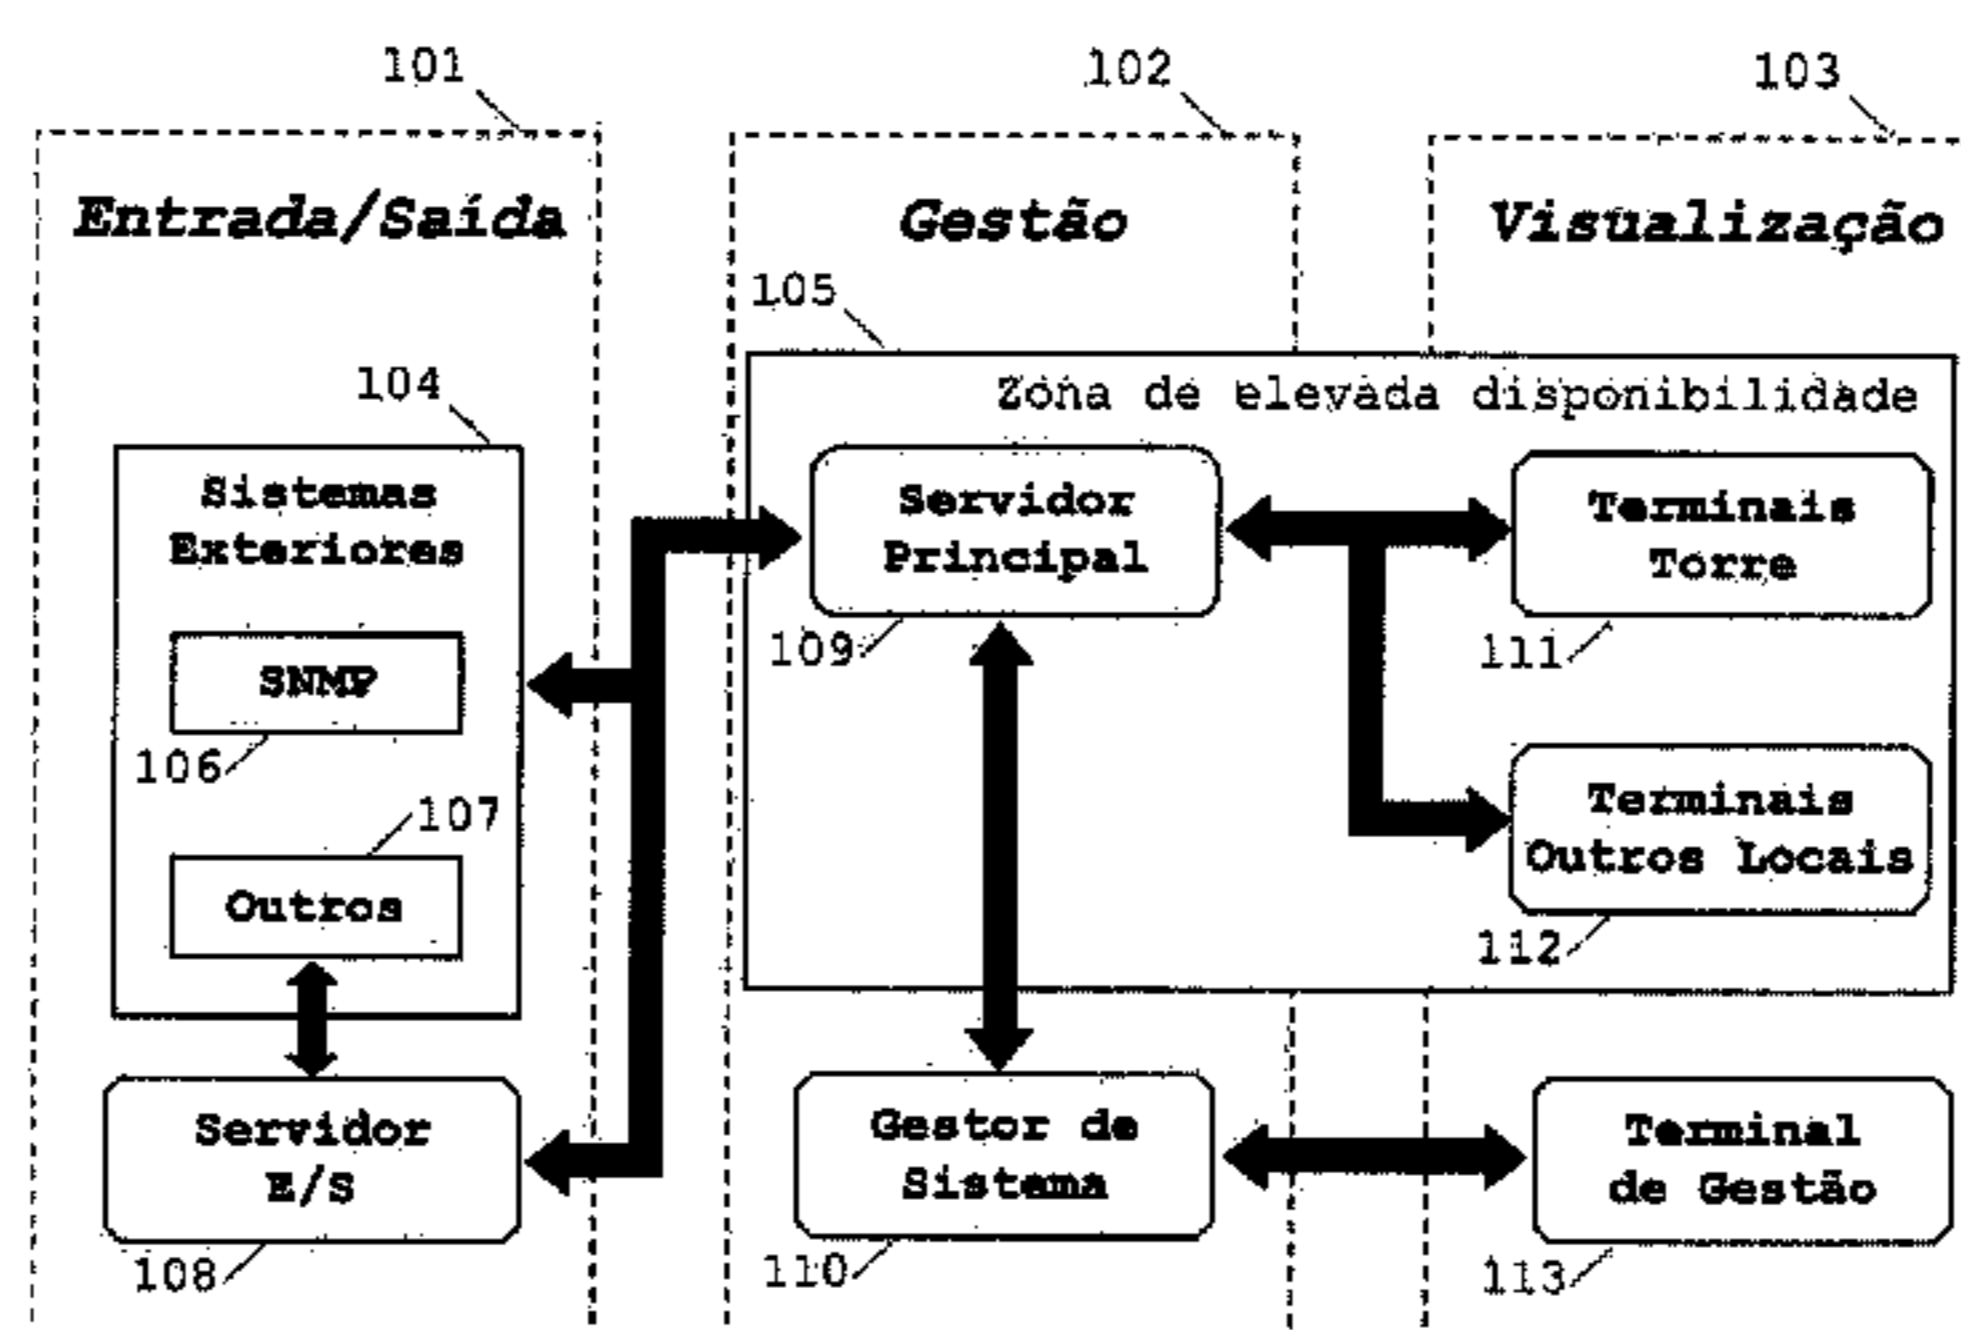 101
102
103
Entrada/Saída
Gestão
Visualização
105
Zona de elevada disponibilidade
104
Sistemas
Exteriores
SNMP
106
107
Outros
Servidor
E/S
108
Servidor
Principal
109
Terminais
Torre
111
Terminais
Outros Locais
112
Gestor de
Sistema
110
Terminal
de Gestão
113